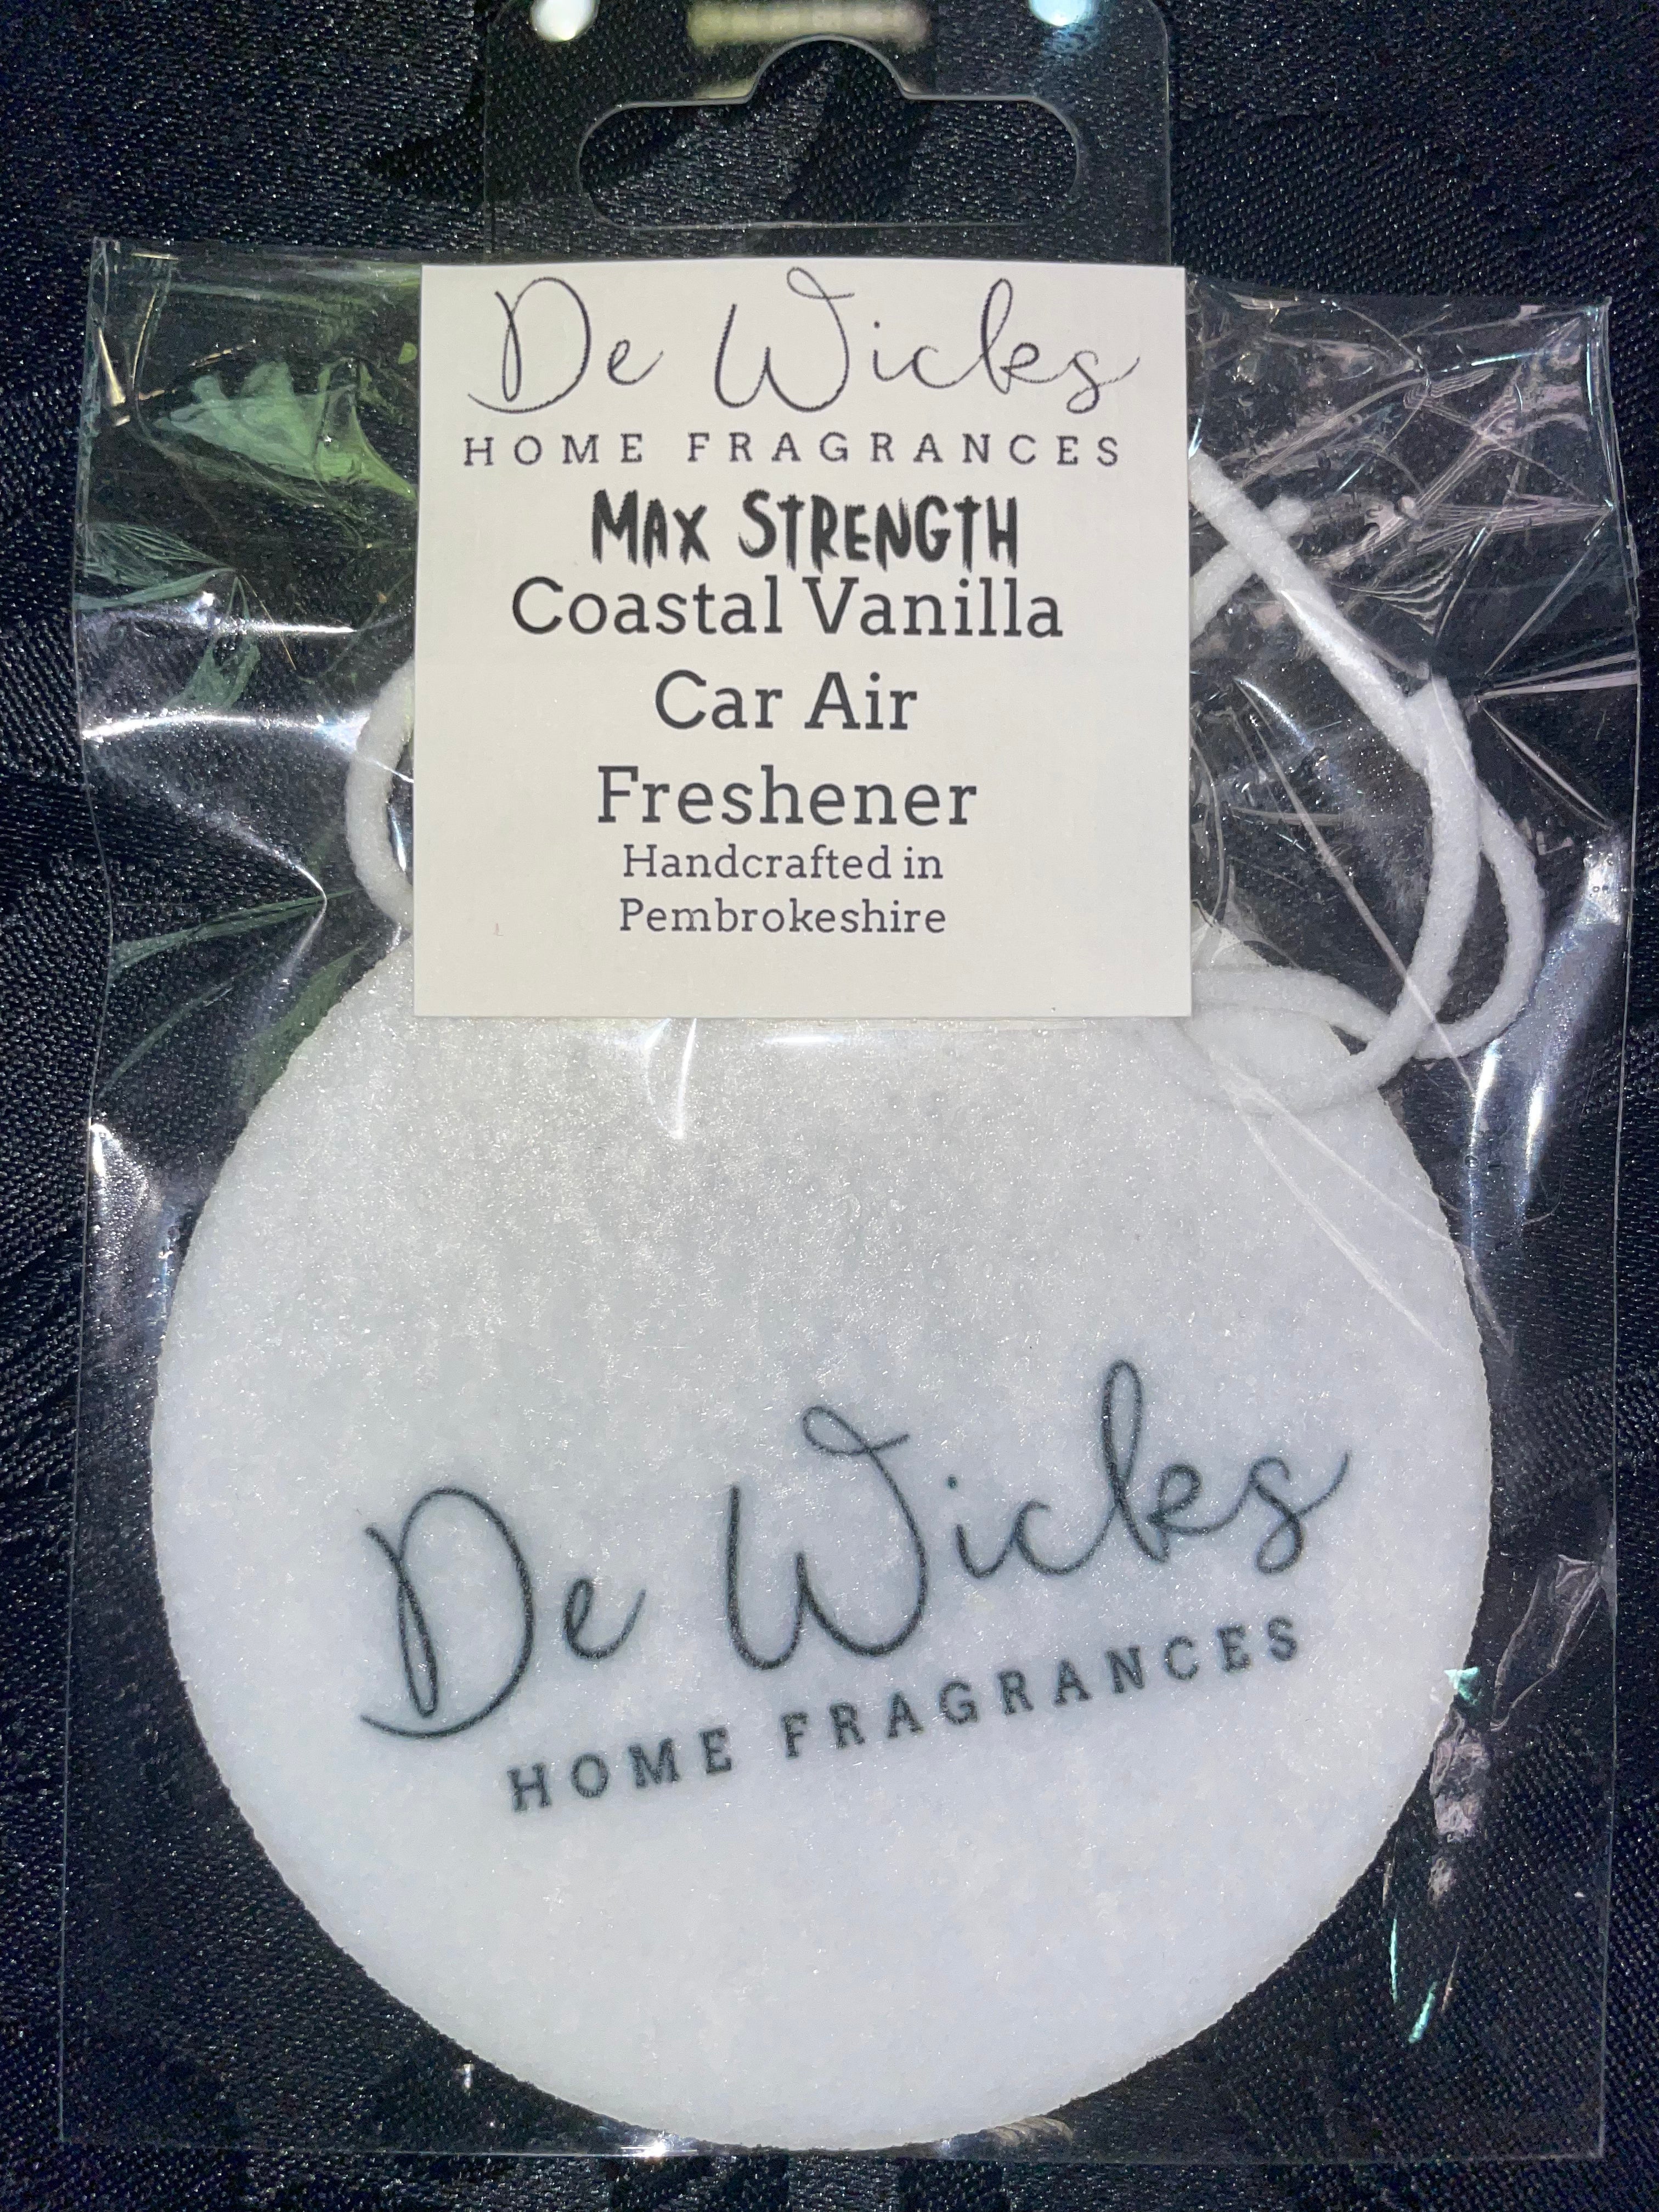 De Wicks
HOME FRAGRANCES
MAX STRENGTH
Coastal Vanilla
Car Air
Freshener
Handcrafted in
Pembrokeshire
De Wicks
HOME FRAGRANCES